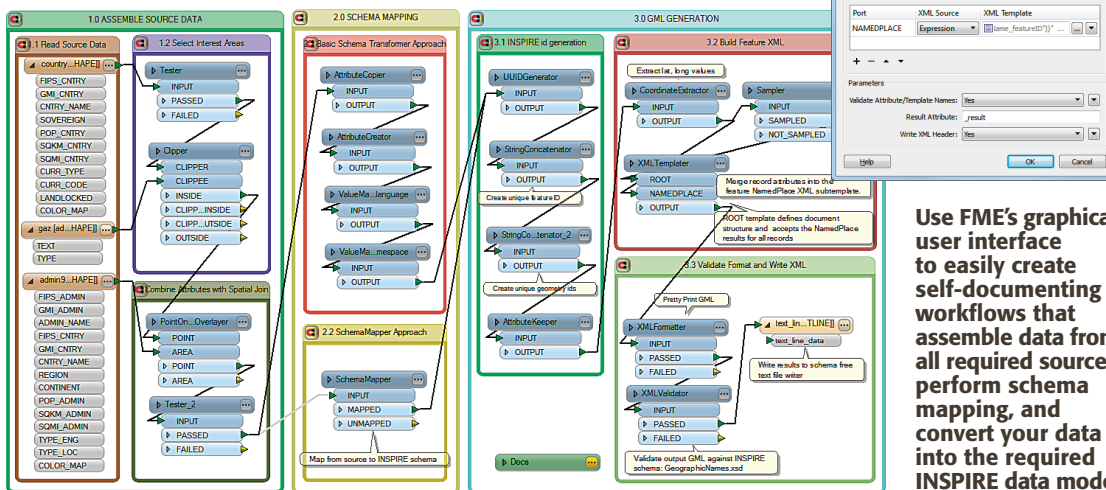 1.0 ASSEMBLE SOURCE DATA
1.1 Read Source Data
country...HAPE]]
FIPS_CNTRY
GMI_CNTRY
CNTRY_NAME
SOVEREIGN
POP_CNTRY
SQKM_CNTRY
SQMI_CNTRY
CURR_TYPE
CURR_CODE
LANDLOCKED
COLOR_MAP
gaz [ad...HAPE]]
TEXT
TYPE
admin9...HAPE]]
FIPS_ADMIN
GMI_ADMIN
ADMIN_NAME
FIPS_CNTRY
GMI_CNTRY
CNTRY_NAME
REGION
CONTINENT
POP_ADMIN
SQKM_ADMIN
SQMI_ADMIN
TYPE_ENG
TYPE_LOC
COLOR_MAP
1.2 Select Interest Areas
Tester
INPUT
PASSED
FAILED
Clipper
CLIPPER
CLIPPEE
INSIDE
CLIPP...INSIDE
CLIPP...UTSIDE
OUTSIDE
Combine Attributes with Spatial Join
PointOn...Overlayer
POINT
AREA
POINT
AREA
Tester_2
INPUT
PASSED
FAILED
2.0 SCHEMA MAPPING
Basic Schema Transformer Approach
AttributeCopier
INPUT
OUTPUT
AttributeCreator
INPUT
OUTPUT
ValueMa...language
INPUT
OUTPUT
ValueMa...mespace
INPUT
OUTPUT
2.2 SchemaMapper Approach
SchemaMapper
INPUT
MAPPED
UNMAPPED
Map from source to INSPIRE schema
3.0 GML GENERATION
3.1 INSPIRE id generation
UUIDGenerator
INPUT
OUTPUT
StringConcatenator
INPUT
OUTPUT
Create unique featureID
StringCo...tenator_2
INPUT
OUTPUT
Create unique geometry ids
AttributeKeeper
INPUT
OUTPUT
Docs
3.2 Build Feature XML
Extract lat, long values
CoordinateExtractor
INPUT
OUTPUT
Sampler
INPUT
SAMPLED
NOT_SAMPLED
XMLTemplater
ROOT
NAMEDPLACE
OUTPUT
Merge record attributes into the
feature NamedPlace XML subtemplate.
ROOT template defines document
structure and accepts the NamedPlace
results for all records
3.3 Validate Format and Write XML
Pretty Print GML
XMLFormatter
INPUT
PASSED
FAILED
text_lin...TLINE]]
text_line_data
Write results to schema free
text file writer
XMLValidator
INPUT
PASSED
FAILED
Validate output GML against INSPIRE
schema: GeographicNames.xsd
Port XML Source XML Template
NAMEDPLACE Expression lame_featureID"}}" ... ...
Parameters
Validate Attribute/Template Names: Yes
Result Attribute: _result
Write XML Header: Yes
Help OK Cancel
Use FME's graphica
user interface
to easily create
self-documenting
workflows that
assemble data fro
all required source
perform schema
mapping, and
convert your data
into the required
INSPIRE data mode